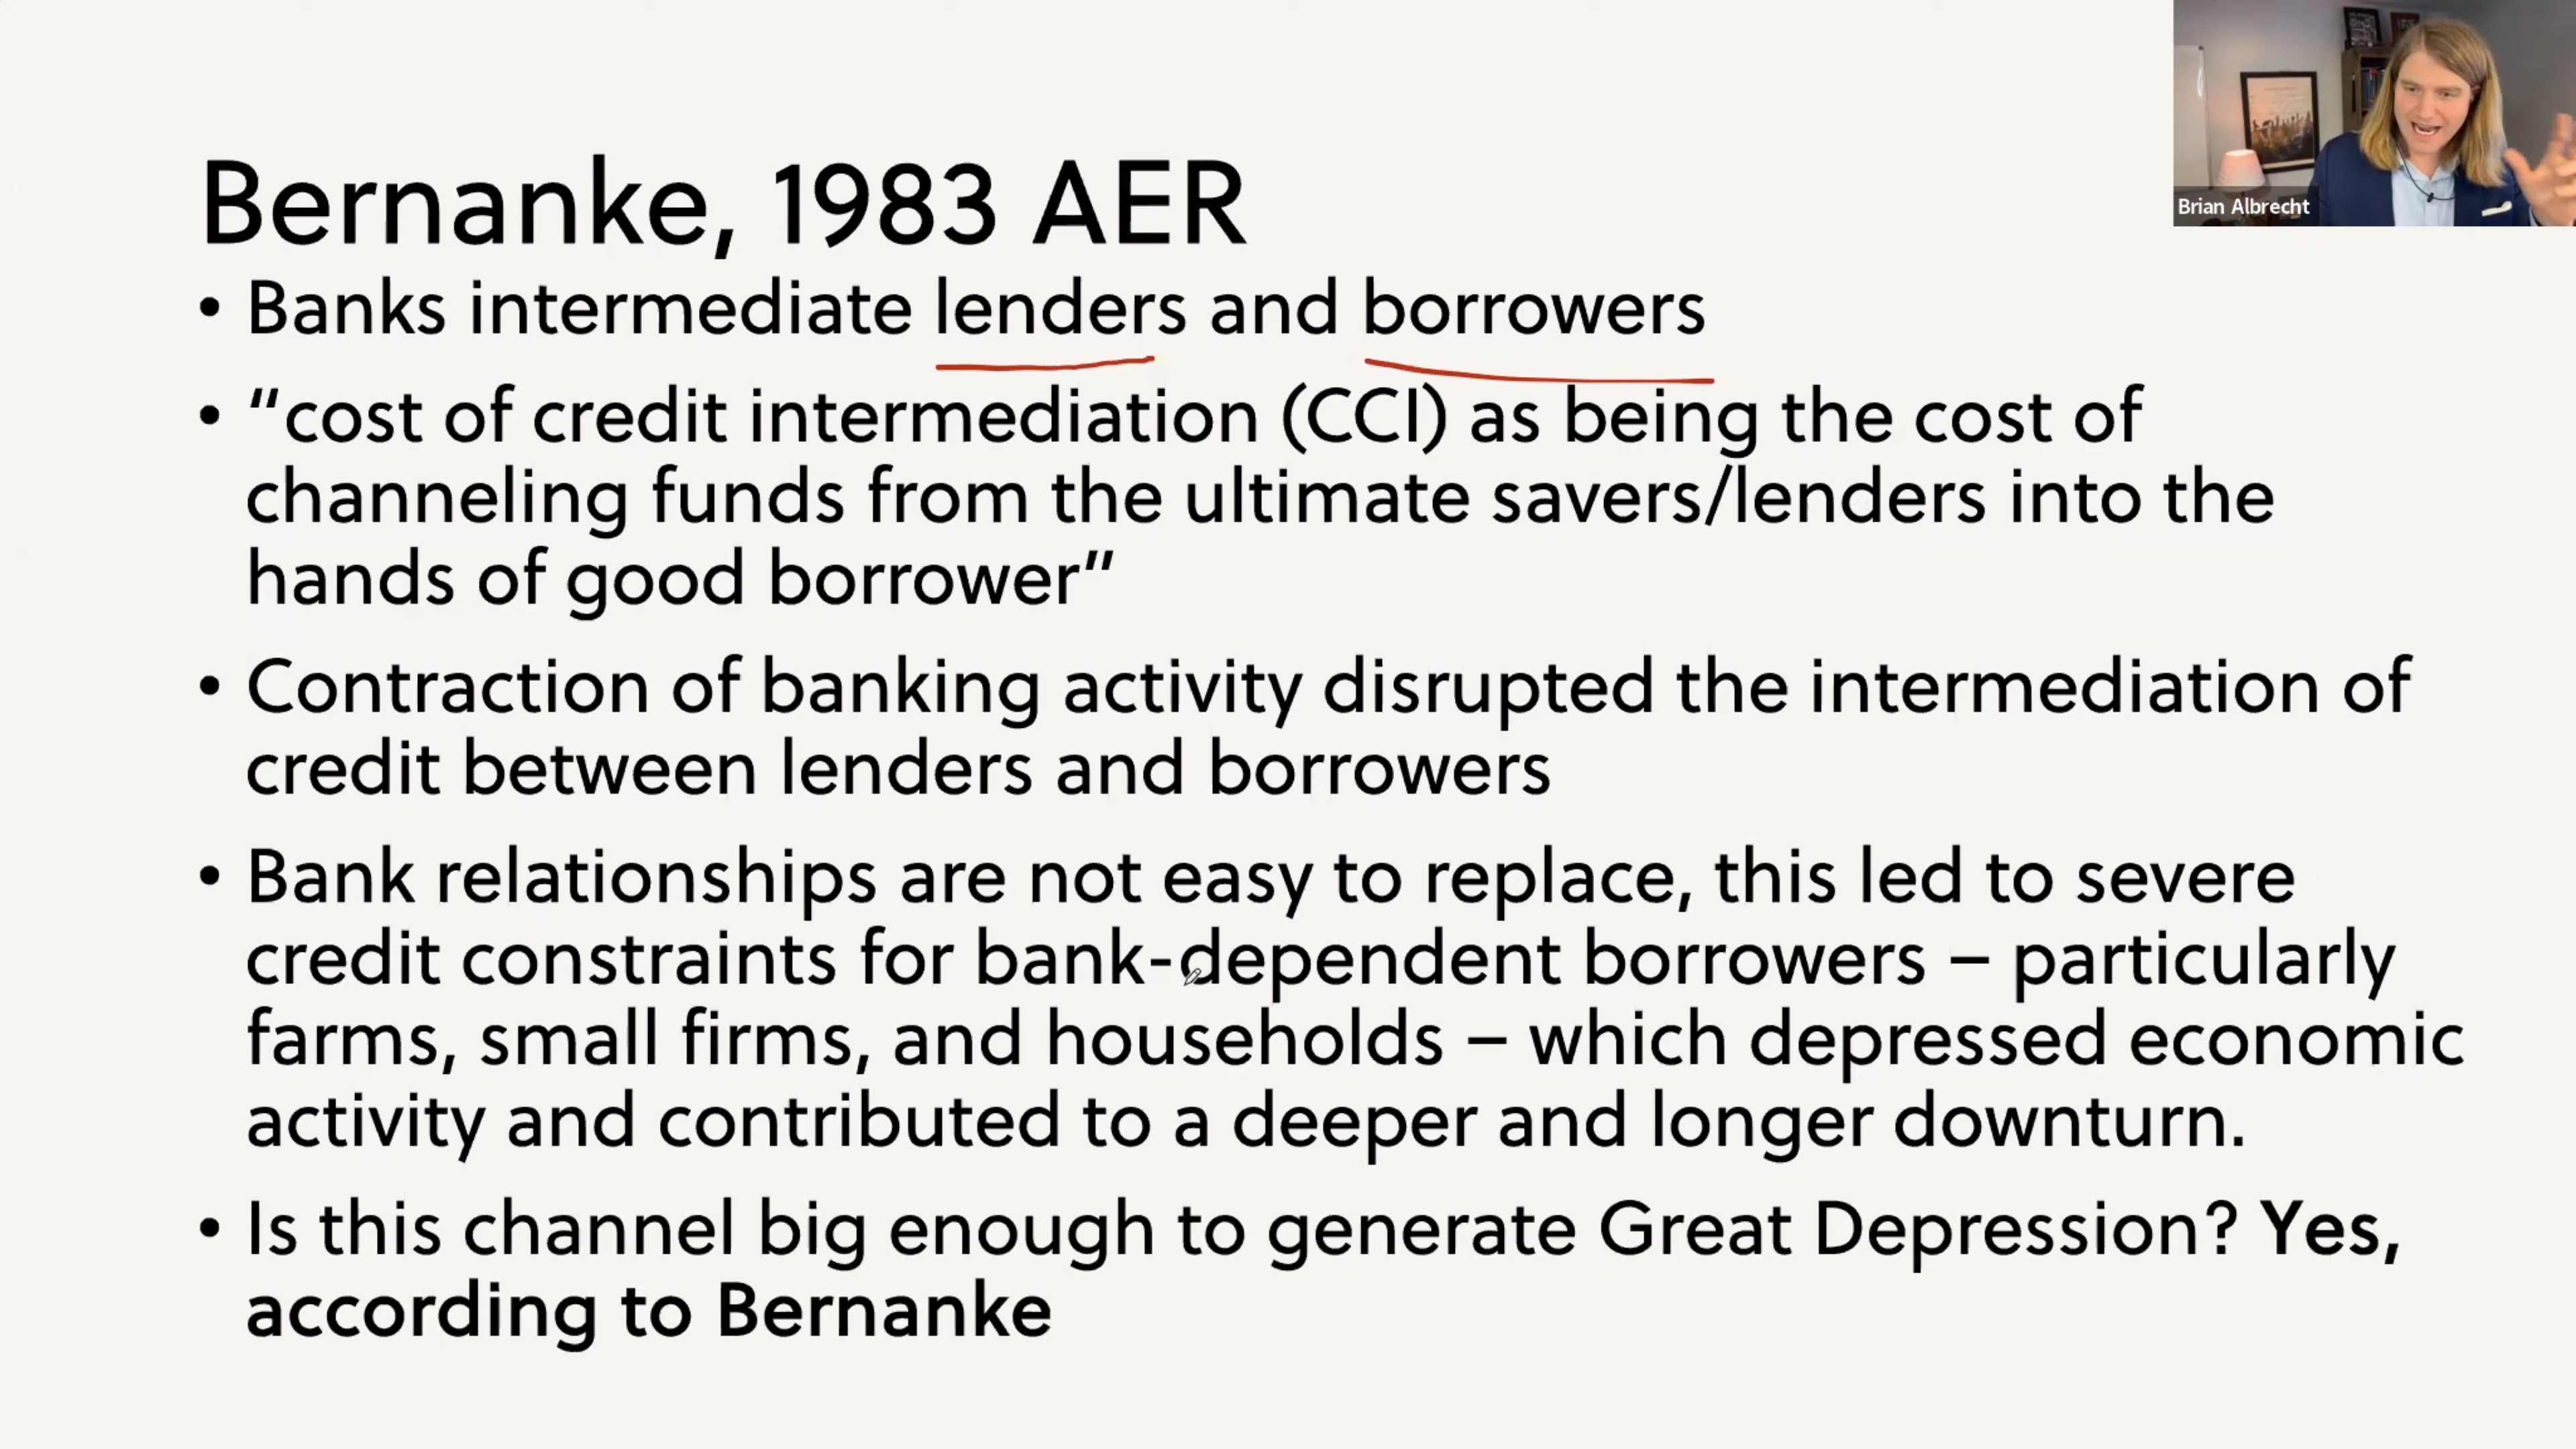 Brian Albrecht
Bernanke, 1983 AER
• Banks intermediate lenders and borrowers
• “cost of credit intermediation (CCI) as being the cost of
channeling funds from the ultimate savers/lenders into the
hands of good borrower”
• Contraction of banking activity disrupted the intermediation of
credit between lenders and borrowers
• Bank relationships are not easy to replace, this led to severe
credit constraints for bank-dependent borrowers – particularly
farms, small firms, and households – which depressed economic
activity and contributed to a deeper and longer downturn.
• Is this channel big enough to generate Great Depression? Yes,
according to Bernanke